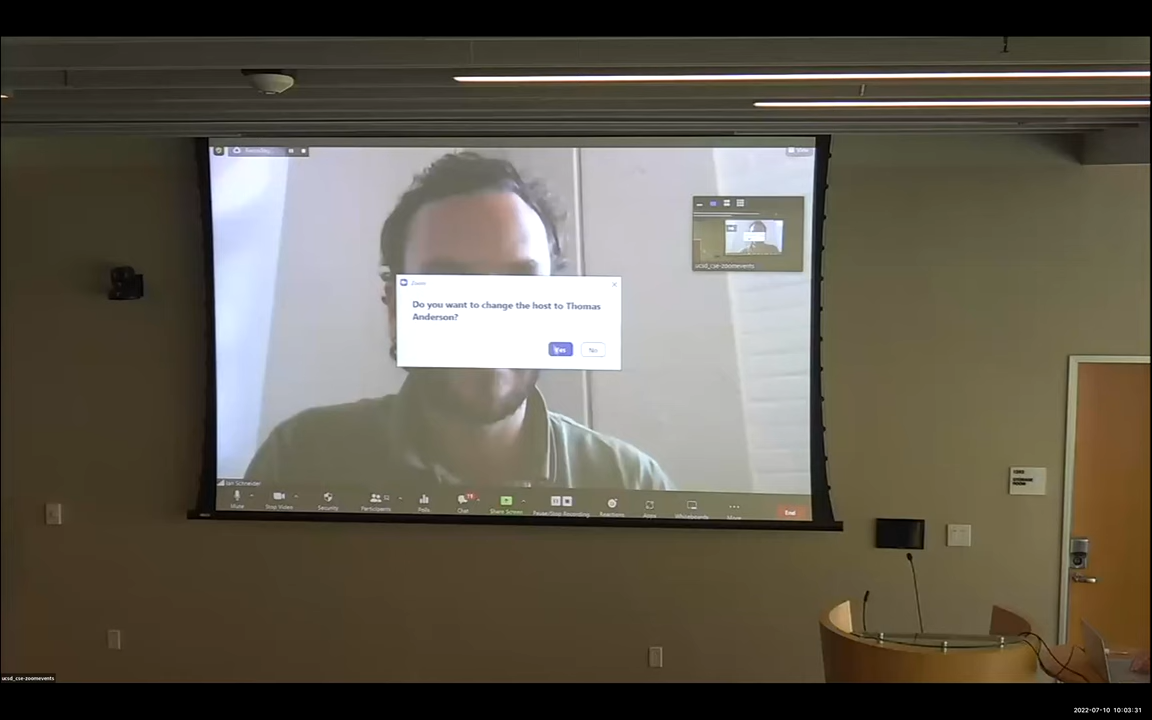 Recording...
View
ucsd_cse-zoomevents
Zoom
Do you want to change the host to Thomas
Anderson?
Yes
No
Ian Schneider
Mute
Stop Video
Security
Participants
Polls
Chat
Share Screen
Pause/Stop Recording
Reactions
Apps
Whiteboards
More
End
ucsd_cse-zoomevents
2022-07-10 10:03:31